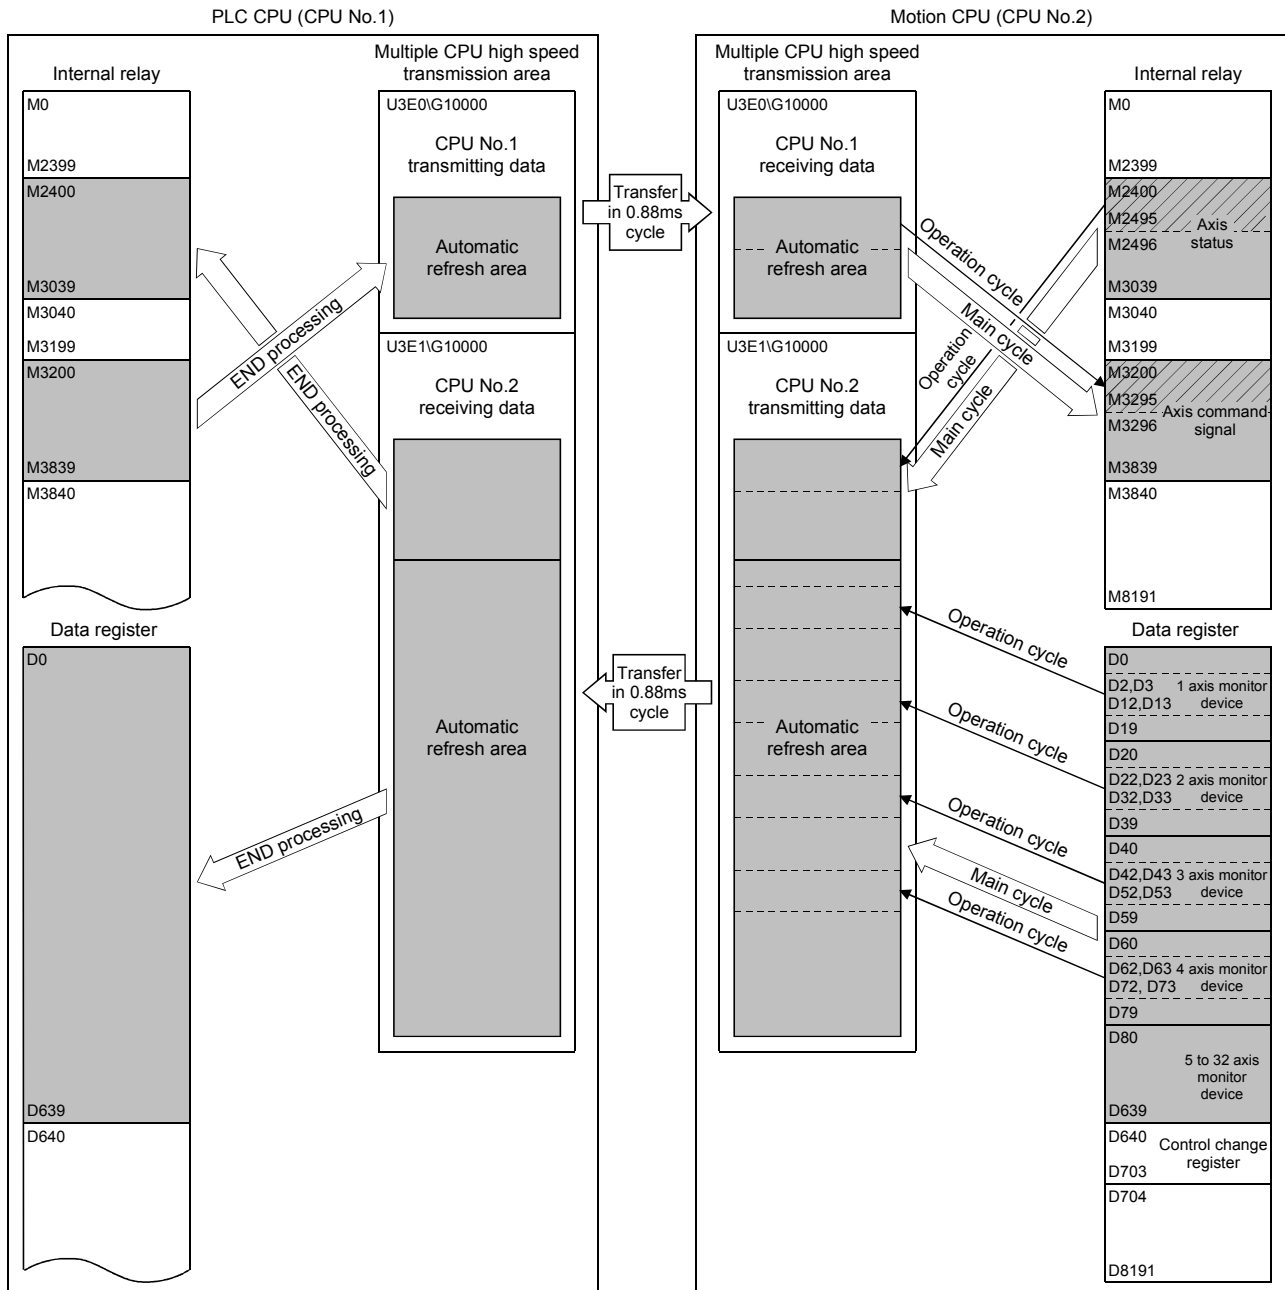 PLC CPU (CPU No.1)
Internal relay
M0
M2399
M2400
M3039
M3040
M3199
M3200
M3839
M3840
Data register
D0
D639
D640
END processing
END processing
END processing
Multiple CPU high speed
transmission area
U3E0\G10000
CPU No.1
transmitting data
Automatic
refresh area
U3E1\G10000
CPU No.2
receiving data
Automatic
refresh area
Transfer
in 0.88ms
cycle
Transfer
in 0.88ms
cycle
Motion CPU (CPU No.2)
Multiple CPU high speed
transmission area
U3E0\G10000
CPU No.1
receiving data
Automatic
refresh area
U3E1\G10000
CPU No.2
transmitting data
Automatic
refresh area
Operation cycle
Main cycle
Operation
cycle
Main cycle
Operation cycle
Operation cycle
Operation cycle
Main cycle
Operation cycle
Internal relay
M0
M2399
M2400
M2495
Axis
status
M2496
M3039
M3040
M3199
M3200
M3295
Axis command
signal
M3296
M3839
M3840
M8191
Data register
D0
D2,D3 1 axis monitor
D12,D13 device
D19
D20
D22,D23 2 axis monitor
D32,D33 device
D39
D40
D42,D43 3 axis monitor
D52,D53 device
D59
D60
D62,D63 4 axis monitor
D72, D73 device
D79
D80
5 to 32 axis
monitor
device
D639
D640
Control change
register
D703
D704
D8191